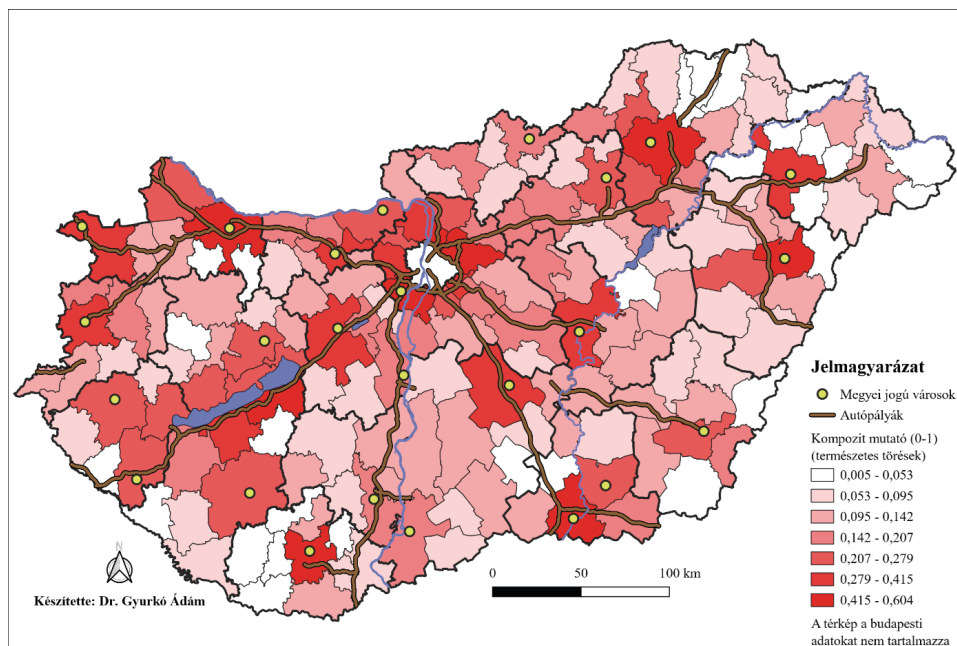 N
Készítette: Dr. Gyurkó Ádám
0 50 100 km
Jelmagyarázat
Megyei jogú városok
Autópályák
Kompozit mutató (0-1)
(természetes törések)
0,005 - 0,053
0,053 - 0,095
0,095 - 0,142
0,142 - 0,207
0,207 - 0,279
0,279 - 0,415
0,415 - 0,604
A térkép a budapesti
adatokat nem tartalmazza